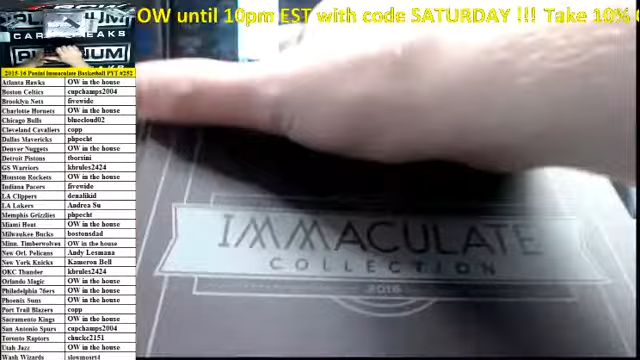 OW until 10pm EST with code SATURDAY !!! Take 10%
CARD BREAKS
PLATINUM
2015-16 Panini Immaculate Basketball PYT #252
Atlanta Hawks OW in the house
Boston Celtics cupchamps2004
Brooklyn Nets fivewide
Charlotte Hornets OW in the house
Chicago Bulls bluecloud02
Cleveland Cavaliers copp
Dallas Mavericks phpecht
Denver Nuggets OW in the house
Detroit Pistons tborsini
GS Warriors kbrules2424
Houston Rockets OW in the house
Indiana Pacers fivewide
LA Clippers denalikid
LA Lakers Andrea Su
Memphis Grizzlies phpecht
Miami Heat OW in the house
Milwaukee Bucks bostonsdad
Minn. Timberwolves OW in the house
New Orl. Pelicans Andy Lesmana
New York Knicks Kameron Bell
OKC Thunder kbrules2424
Orlando Magic OW in the house
Philadelphia 76ers OW in the house
Phoenix Suns OW in the house
Port Trail Blazers copp
Sacramento Kings OW in the house
San Antonio Spurs cupchamps2004
Toronto Raptors chuckc2151
Utah Jazz OW in the house
Wash Wizards slowmotr4
IMMACULATE
COLLECTION
2016